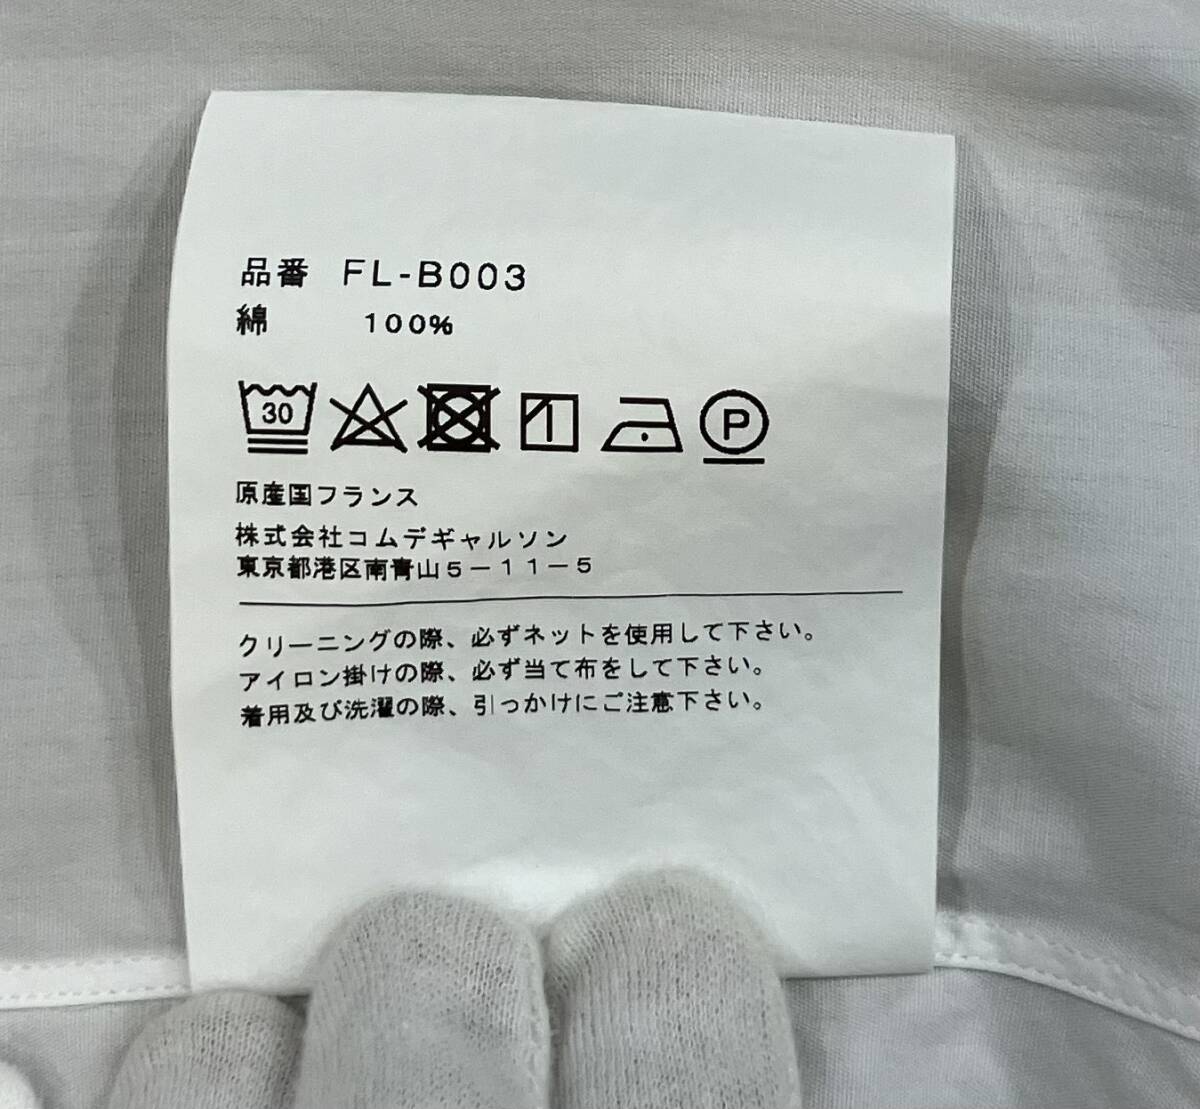 品番 FL-B003
綿 100%
30 P
原産国フランス
株式会社コムデギャルソン
東京都港区南青山5-11-5
クリーニングの際、必ずネットを使用して下さい。
アイロン掛けの際、必ず当て布をして下さい。
着用及び洗濯の際、引っかけにご注意下さい。